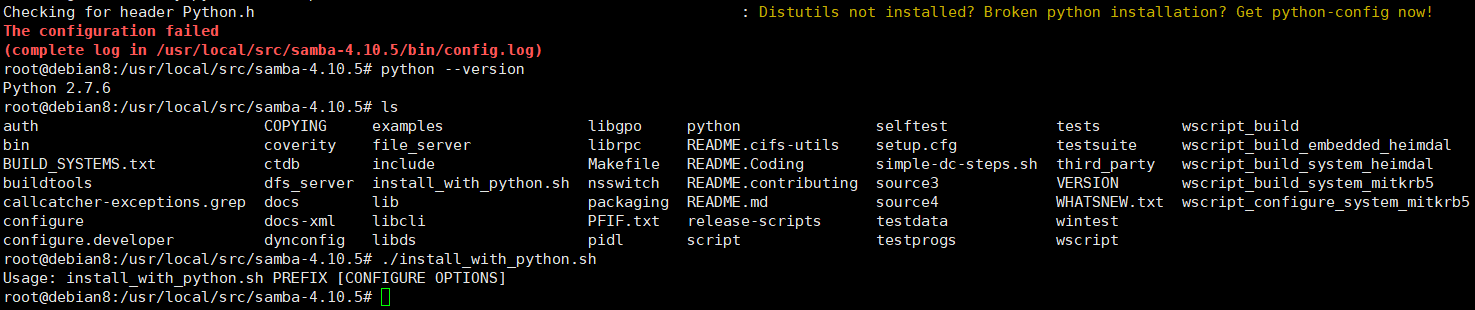 Checking for header Python.h : Distutils not installed? Broken python installation? Get python-config now!
The configuration failed
(complete log in /usr/local/src/samba-4.10.5/bin/config.log)
root@debian8:/usr/local/src/samba-4.10.5# python --version
Python 2.7.6
root@debian8:/usr/local/src/samba-4.10.5# ls
auth COPYING examples libgpo python selftest tests wscript_build
bin coverity file_server librpc README.cifs-utils setup.cfg testsuite wscript_build_embedded_heimdal
BUILD_SYSTEMS.txt ctdb include Makefile README.Coding simple-dc-steps.sh third_party wscript_build_system_heimdal
buildtools dfs_server install_with_python.sh nsswitch README.contributing source3 VERSION wscript_build_system_mitkrb5
callcatcher-exceptions.grep docs lib packaging README.md source4 WHATSNEW.txt wscript_configure_system_mitkrb5
configure docs-xml libcli PFIF.txt release-scripts testdata wintest
configure.developer dynconfig libds pidl script testprogs wscript
root@debian8:/usr/local/src/samba-4.10.5# ./install_with_python.sh
Usage: install_with_python.sh PREFIX [CONFIGURE OPTIONS]
root@debian8:/usr/local/src/samba-4.10.5#